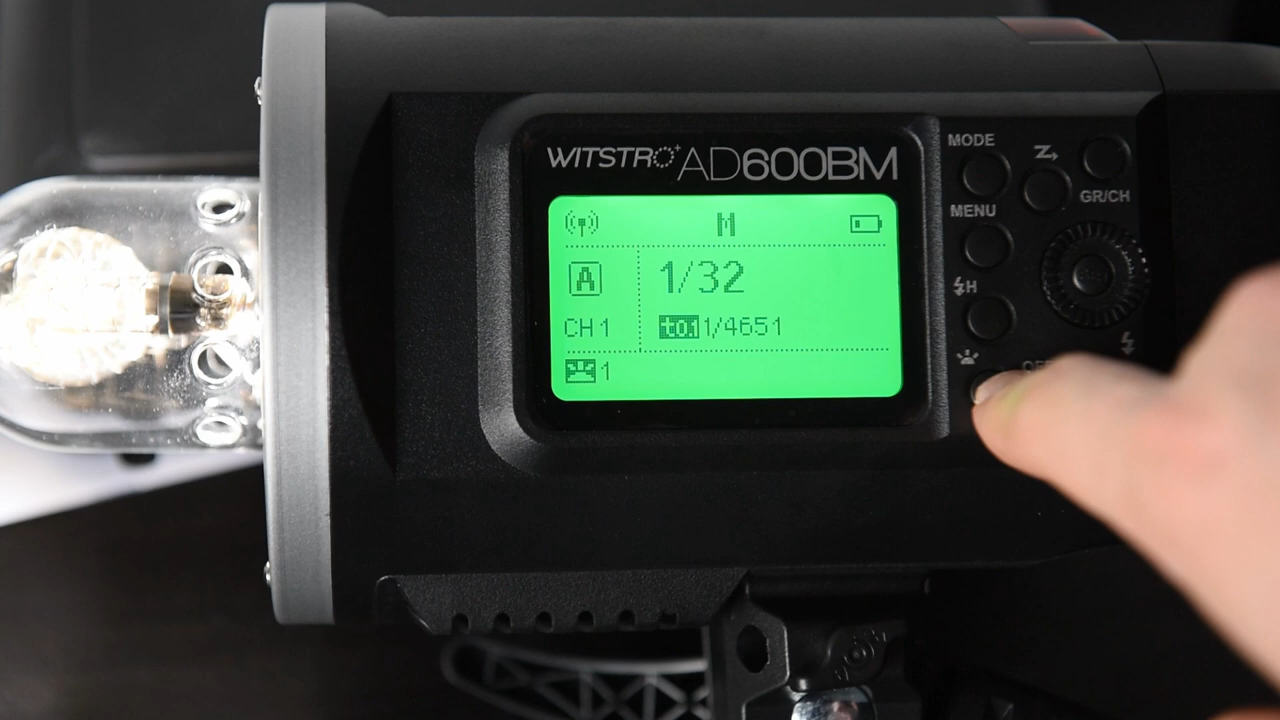 WITSTRO AD600BM
M
A
1/32
CH 1
t0.1 1/4651
1
MODE
GR/CH
MENU
H